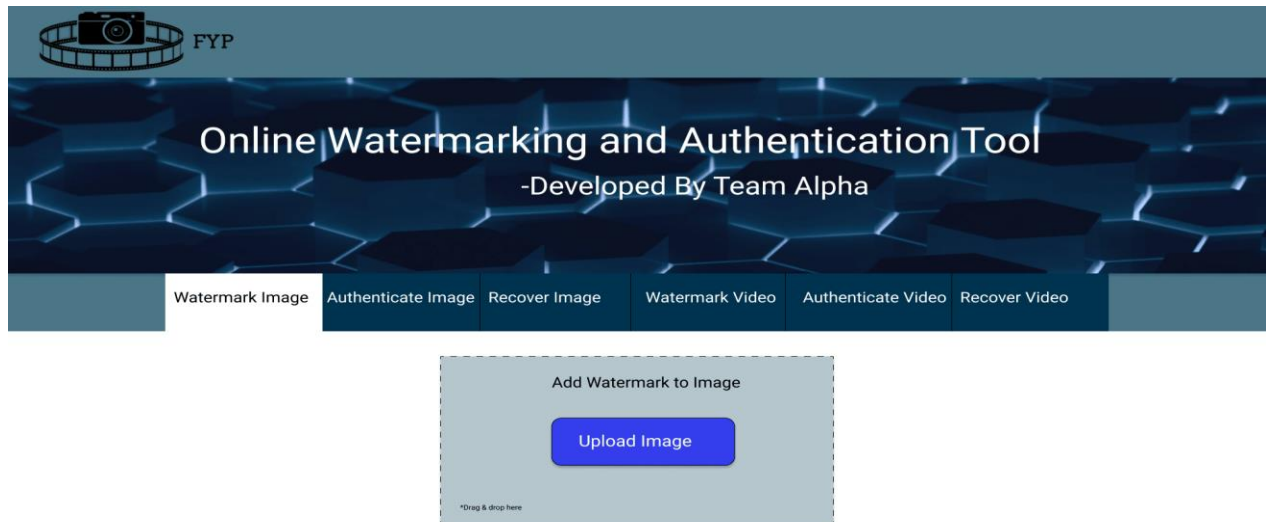 FYP
Online Watermarking and Authentication Tool
-Developed By Team Alpha
Watermark Image Authenticate Image Recover Image Watermark Video Authenticate Video Recover Video
Add Watermark to Image
Upload Image
*Drag & drop here